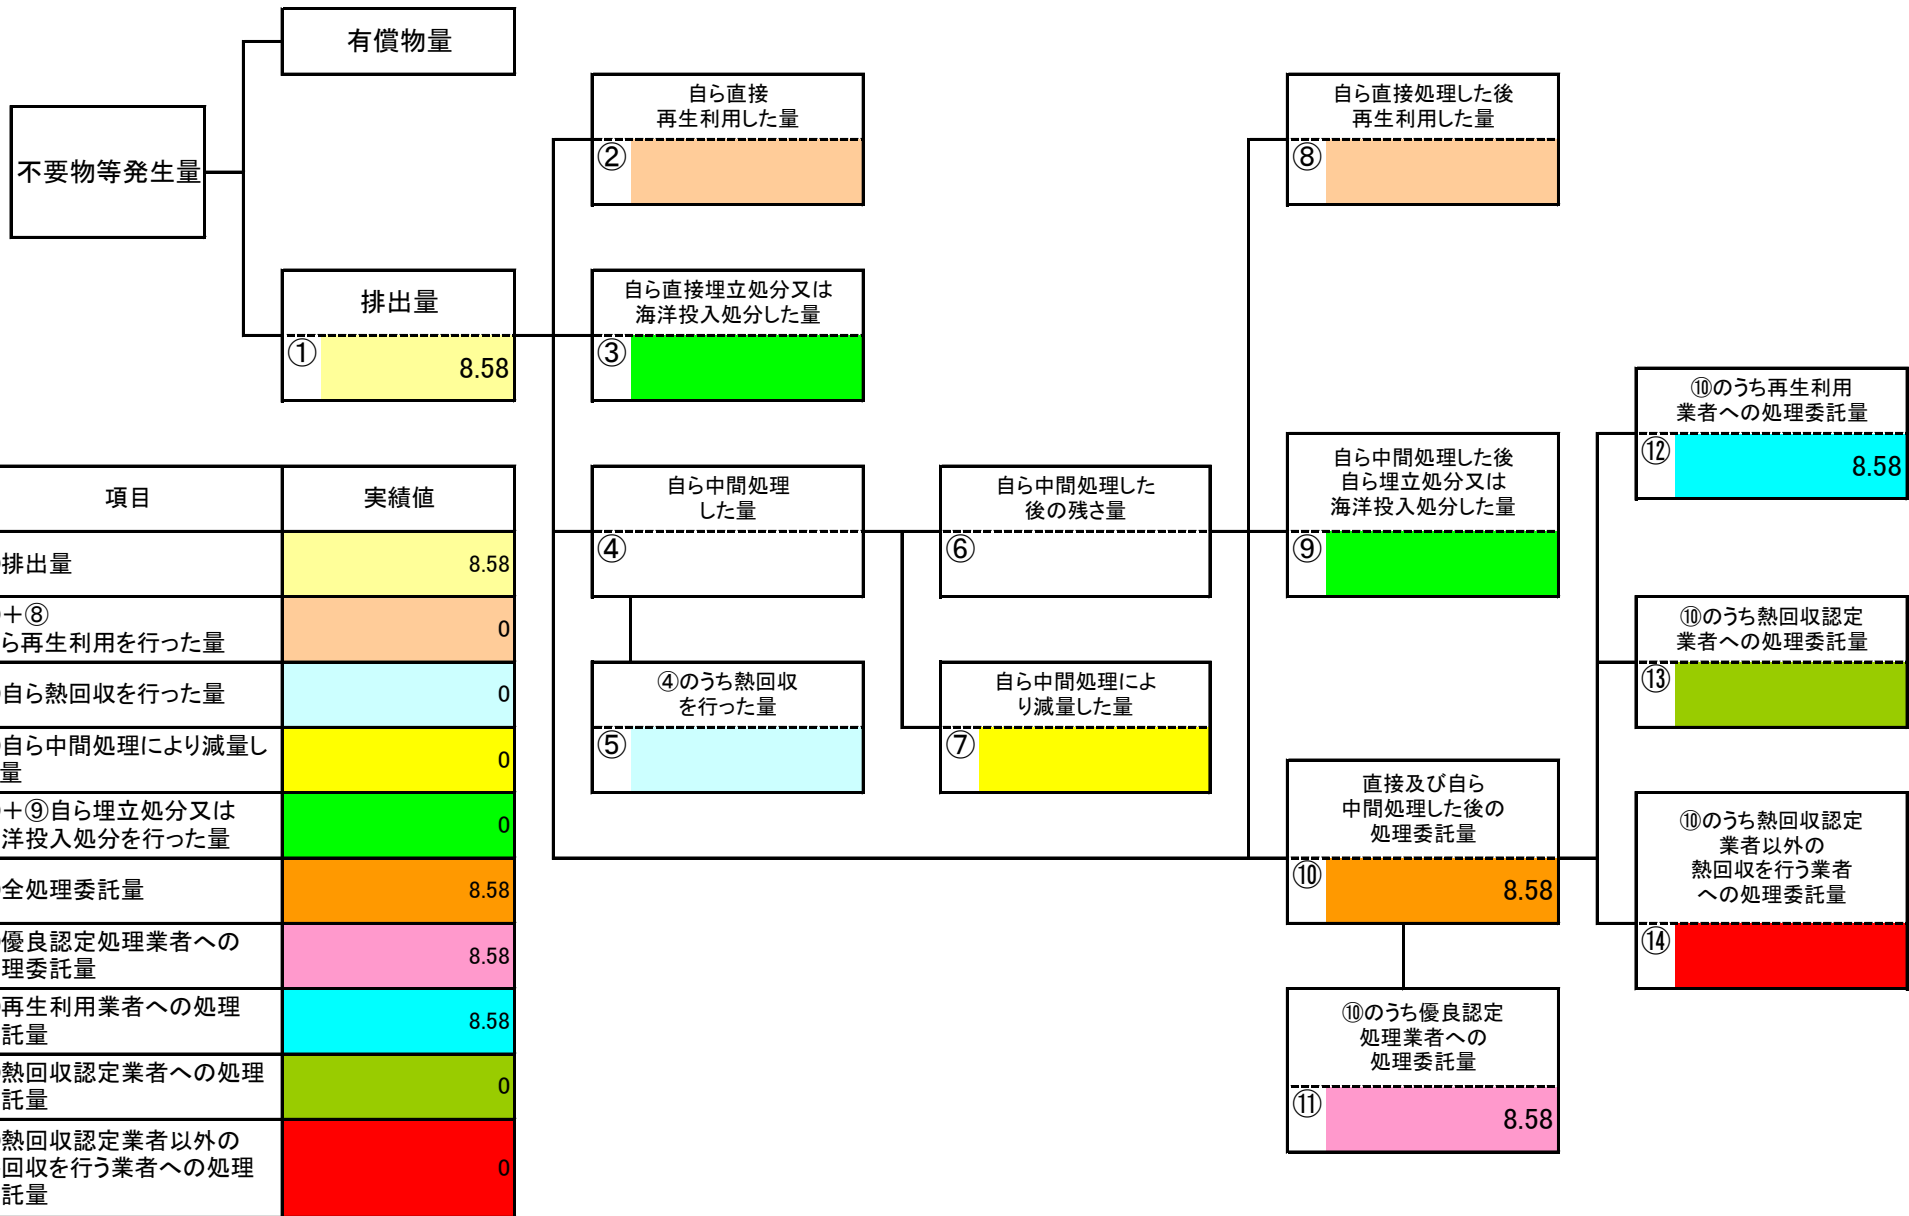 有償物量
不要物等発生量
排出量
①
8.58
自ら直接
再生利用した量
②
自ら直接埋立処分又は
海洋投入処分した量
③
自ら中間処理
した量
④
④のうち熱回収
を行った量
⑤
自ら中間処理した
後の残さ量
⑥
自ら中間処理によ
り減量した量
⑦
自ら直接処理した後
再生利用した量
⑧
自ら中間処理した後
自ら埋立処分又は
海洋投入処分した量
⑨
直接及び自ら
中間処理した後の
処理委託量
⑩
8.58
⑩のうち優良認定
処理業者への
処理委託量
⑪
8.58
⑩のうち再生利用
業者への処理委託量
⑫
8.58
⑩のうち熱回収認定
業者への処理委託量
⑬
⑩のうち熱回収認定
業者以外の
熱回収を行う業者
への処理委託量
⑭
項目
実績値
排出量
8.58
+⑧
ら再生利用を行った量
0
自ら熱回収を行った量
0
自ら中間処理により減量し
量
0
+⑨自ら埋立処分又は
洋投入処分を行った量
0
全処理委託量
8.58
優良認定処理業者への
理委託量
8.58
再生利用業者への処理
託量
8.58
熱回収認定業者への処理
託量
0
熱回収認定業者以外の
回収を行う業者への処理
託量
0